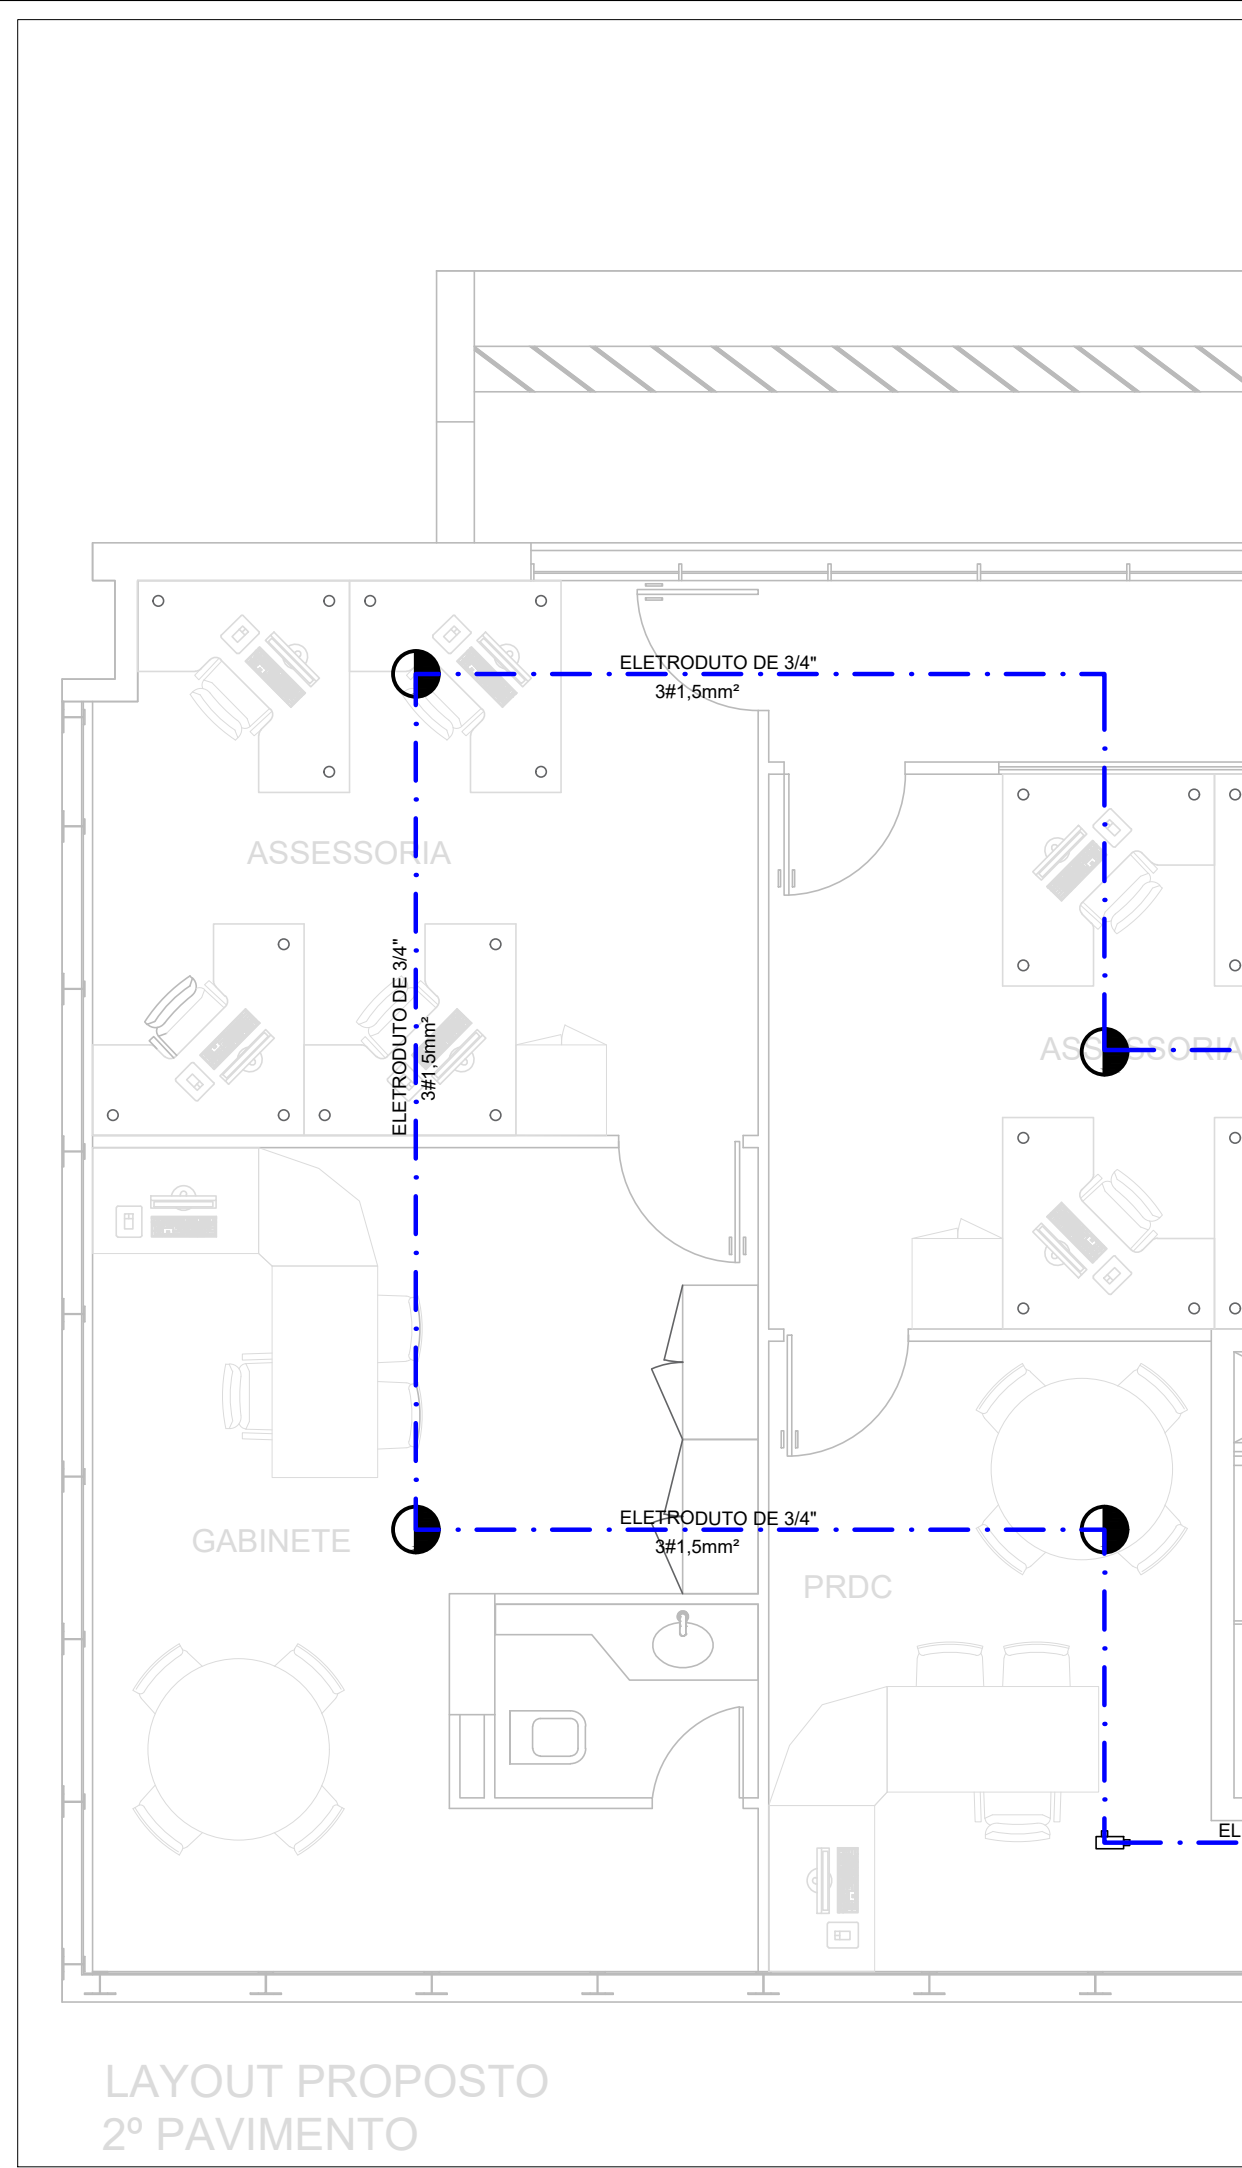 ELETRODUTO DE 3/4"
3#1,5mm²
ASSESSORIA
ELETRODUTO DE 3/4"
3#1,5mm²
ASSESSORIA
ELETRODUTO DE 3/4"
3#1,5mm²
GABINETE
PRDC
EL
LAYOUT PROPOSTO
2º PAVIMENTO